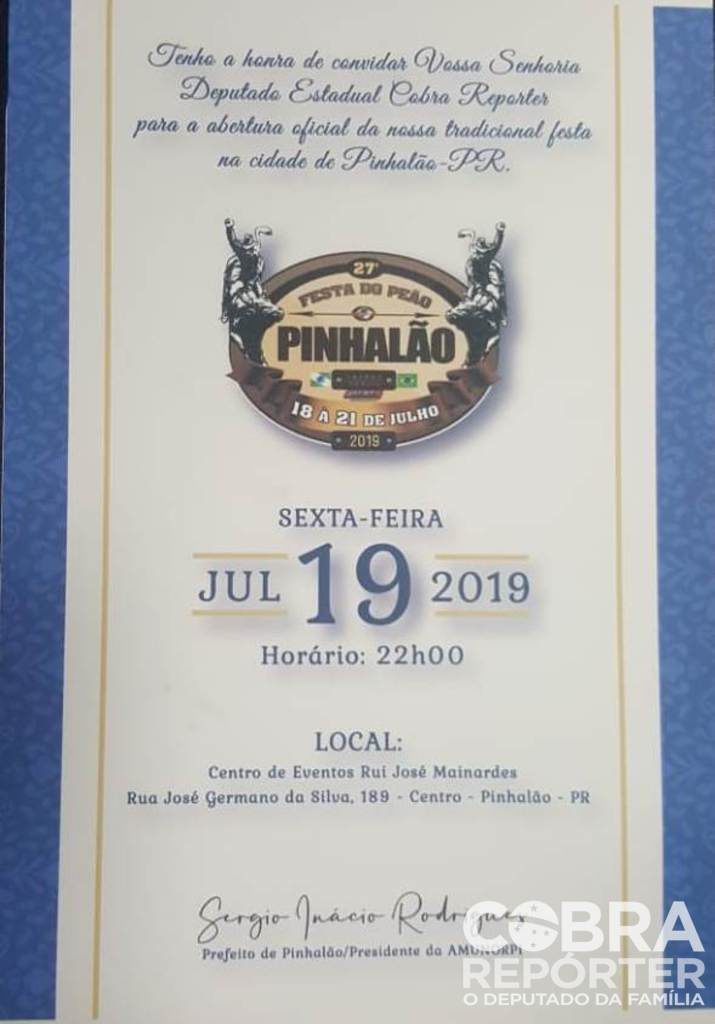 Tenho a honra de convidar Vossa Senhoria
Deputado Estadual Cobra Reporter
para a abertura oficial da nossa tradicional festa
na cidade de Pinhalão-PR.
27ª
FESTA DO PEÃO
PINHALÃO
18 A 21 DE JULHO
2019
SEXTA-FEIRA
JUL 19 2019
Horário: 22h00
LOCAL:
Centro de Eventos Rui José Mainardes
Rua José Germano da Silva, 189 - Centro - Pinhalão - PR
Sergio Inácio Rodrigues
Prefeito de Pinhalão/Presidente da AMUNORPI
COBRA
REPÓRTER
O DEPUTADO DA FAMÍLIA